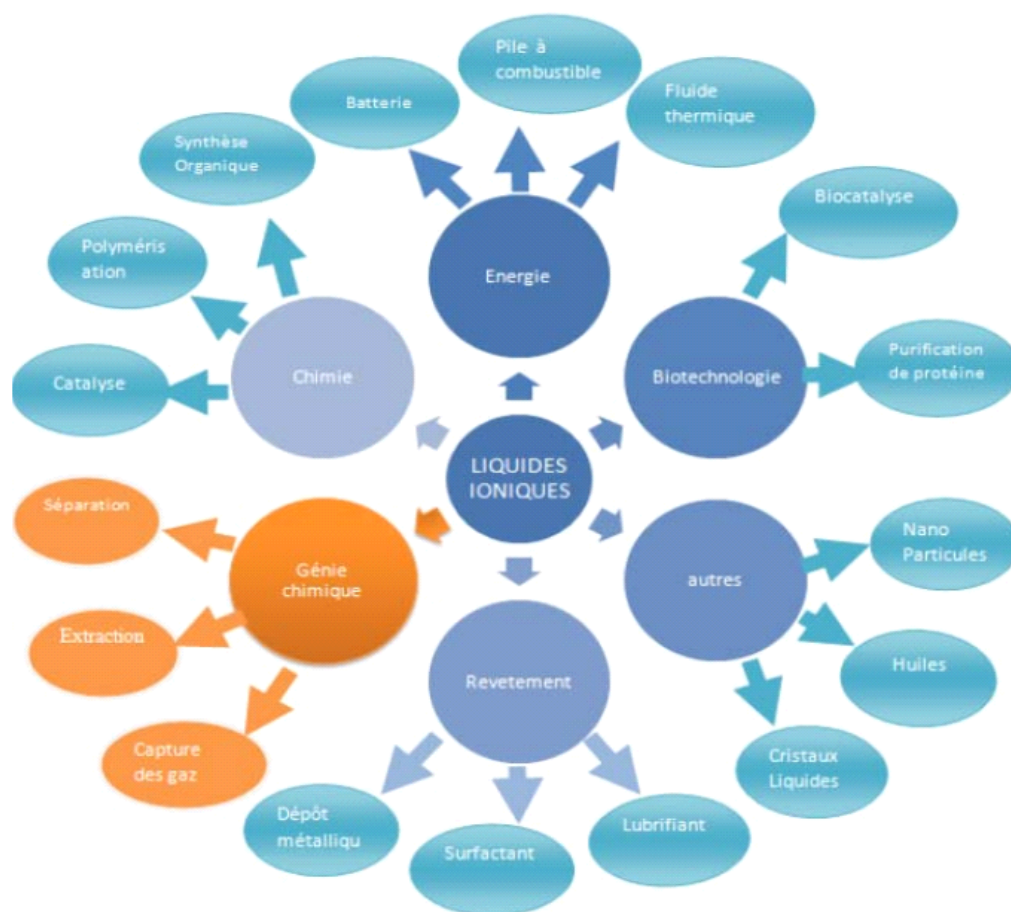 Pile à
combustible
Batterie
Fluide
thermique
Synthèse
Organique
Biocatalyse
Polyméris
ation
Energie
Chimie
Biotechnologie
Purification
de protéine
Catalyse
LIQUIDES
IONIQUES
Séparation
Nano
Particules
Génie
chimique
autres
Extraction
Huiles
Revetement
Capture
des gaz
Cristaux
Liquides
Dépôt
métalliqu
Surfactant
Lubrifiant